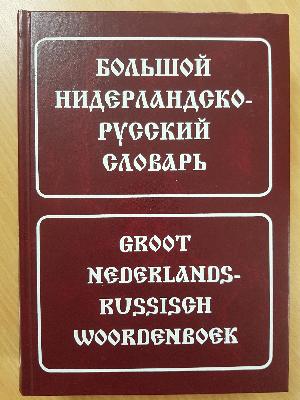 БОЛЬШОЙ
НИДЕРЛАНДСКО-
РУССКИЙ
СЛОВАРЬ
GROOT
NEDERLANDS-
RUSSISCH
WOORDENBOEK